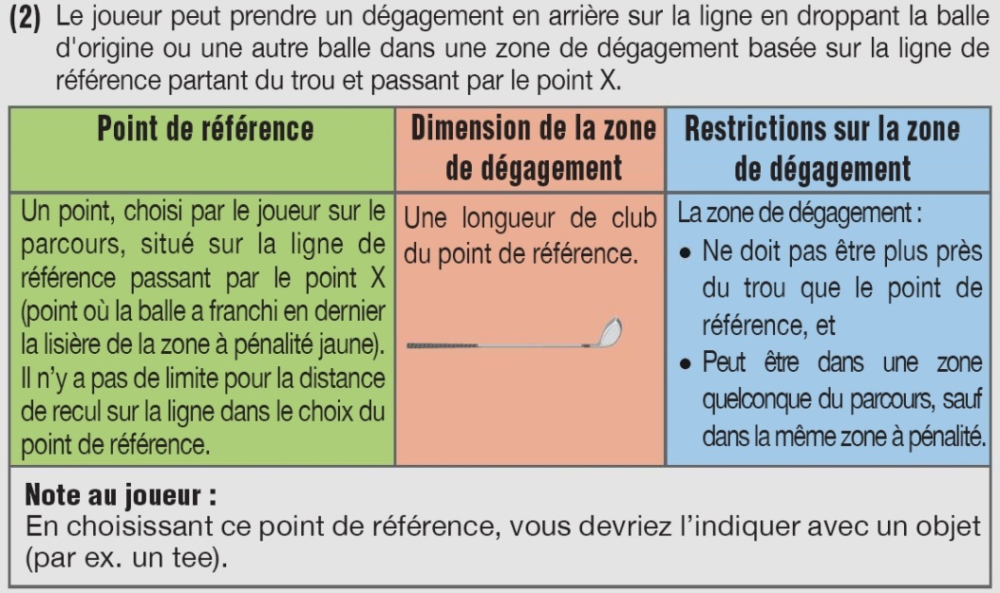 (2) Le joueur peut prendre un dégagement en arrière sur la ligne en droppant la balle
d'origine ou une autre balle dans une zone de dégagement basée sur la ligne de
référence partant du trou et passant par le point X.
Point de référence
Un point, choisi par le joueur sur le
parcours, situé sur la ligne de
référence passant par le point X
(point où la balle a franchi en dernier
la lisière de la zone à pénalité jaune).
Il n'y a pas de limite pour la distance
de recul sur la ligne dans le choix du
point de référence.
Dimension de la zone
de dégagement
Une longueur de club
du point de référence.
Restrictions sur la zone
de dégagement
La zone de dégagement :
• Ne doit pas être plus près
du trou que le point de
référence, et
• Peut être dans une zone
quelconque du parcours, sauf
dans la même zone à pénalité.
Note au joueur :
En choisissant ce point de référence, vous devriez l'indiquer avec un objet
(par ex. un tee).